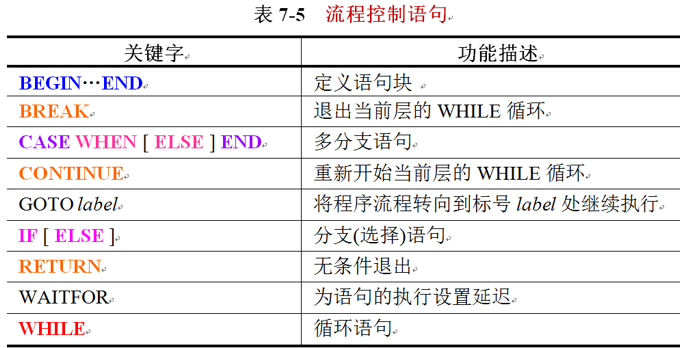 表 7-5 流程控制语句
关键字 功能描述
BEGIN…END 定义语句块
BREAK 退出当前层的 WHILE 循环
CASE WHEN [ ELSE ] END 多分支语句
CONTINUE 重新开始当前层的 WHILE 循环
GOTO label 将程序流程转向到标号 label 处继续执行
IF [ ELSE ] 分支(选择)语句
RETURN 无条件退出
WAITFOR 为语句的执行设置延迟
WHILE 循环语句